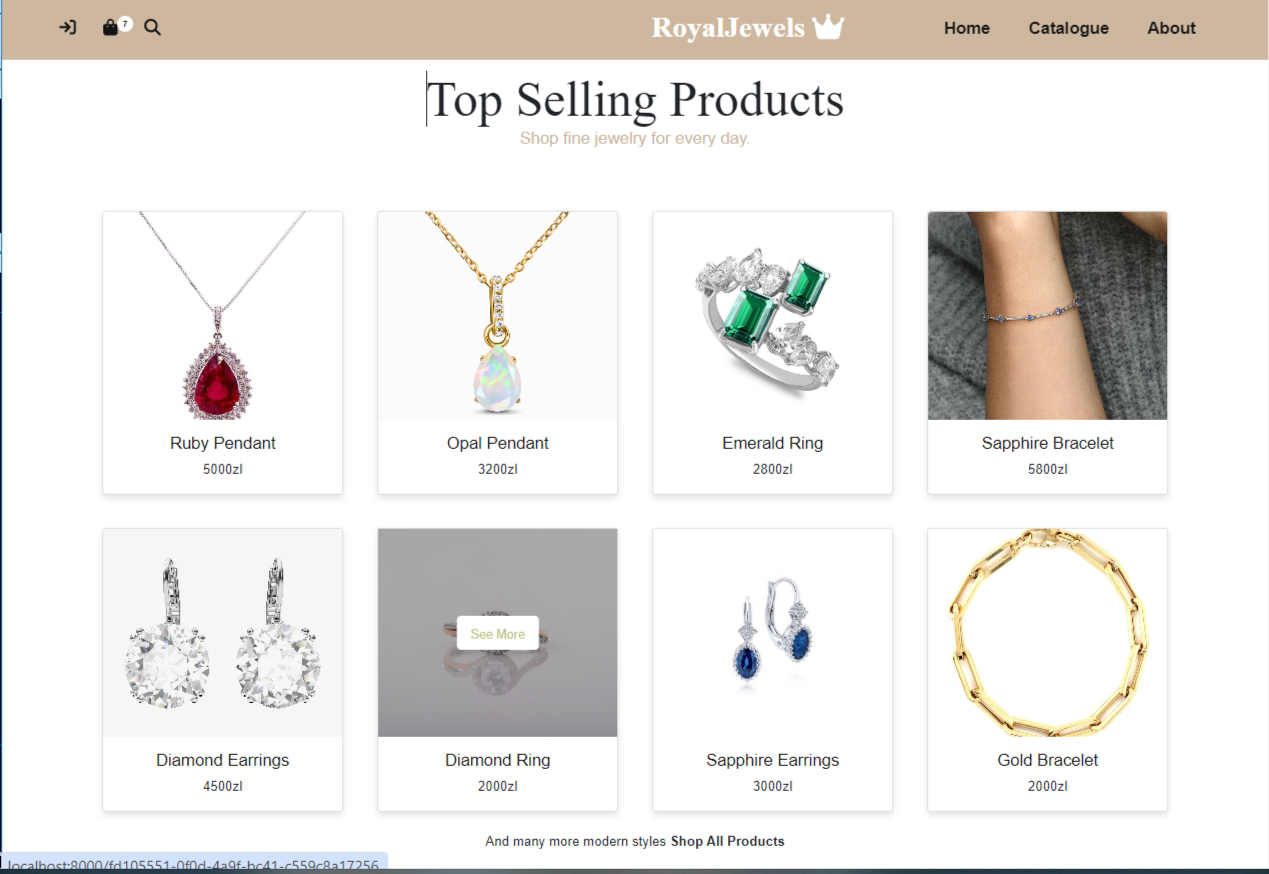 7
RoyalJewels
Home
Catalogue
About
Top Selling Products
Shop fine jewelry for every day.
Ruby Pendant
5000zl
Opal Pendant
3200zl
Emerald Ring
2800zl
Sapphire Bracelet
5800zl
Diamond Earrings
4500zl
See More
Diamond Ring
2000zl
Sapphire Earrings
3000zl
Gold Bracelet
2000zl
And many more modern styles Shop All Products
localhost:8000/fd105551-0f0d-4a9f-bc41-c559c8a17256